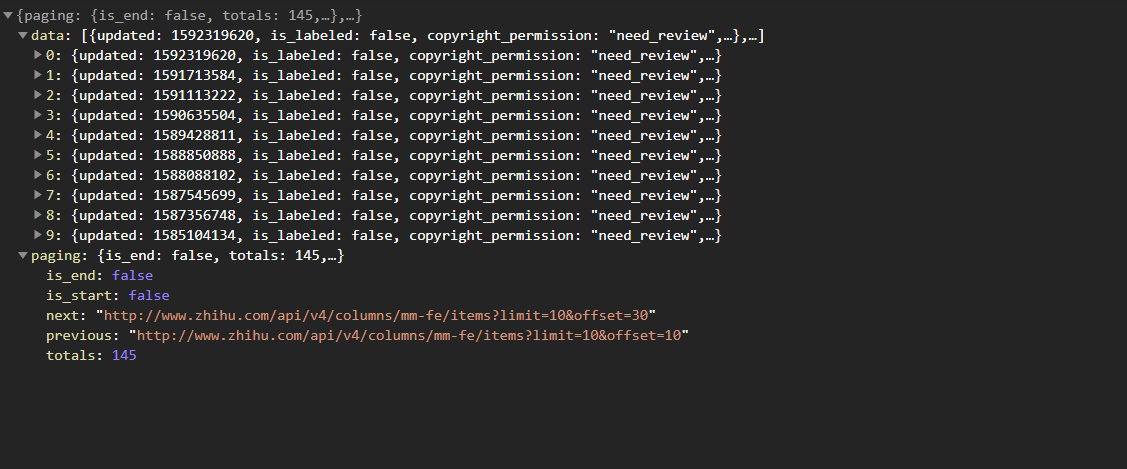 {paging: {is_end: false, totals: 145,…},…}
data: [{updated: 1592319620, is_labeled: false, copyright_permission: "need_review",…},…]
0: {updated: 1592319620, is_labeled: false, copyright_permission: "need_review",…}
1: {updated: 1591713584, is_labeled: false, copyright_permission: "need_review",…}
2: {updated: 1591113222, is_labeled: false, copyright_permission: "need_review",…}
3: {updated: 1590635504, is_labeled: false, copyright_permission: "need_review",…}
4: {updated: 1589428811, is_labeled: false, copyright_permission: "need_review",…}
5: {updated: 1588850888, is_labeled: false, copyright_permission: "need_review",…}
6: {updated: 1588088102, is_labeled: false, copyright_permission: "need_review",…}
7: {updated: 1587545699, is_labeled: false, copyright_permission: "need_review",…}
8: {updated: 1587356748, is_labeled: false, copyright_permission: "need_review",…}
9: {updated: 1585104134, is_labeled: false, copyright_permission: "need_review",…}
paging: {is_end: false, totals: 145,…}
is_end: false
is_start: false
next: "http://www.zhihu.com/api/v4/columns/mm-fe/items?limit=10&offset=30"
previous: "http://www.zhihu.com/api/v4/columns/mm-fe/items?limit=10&offset=10"
totals: 145